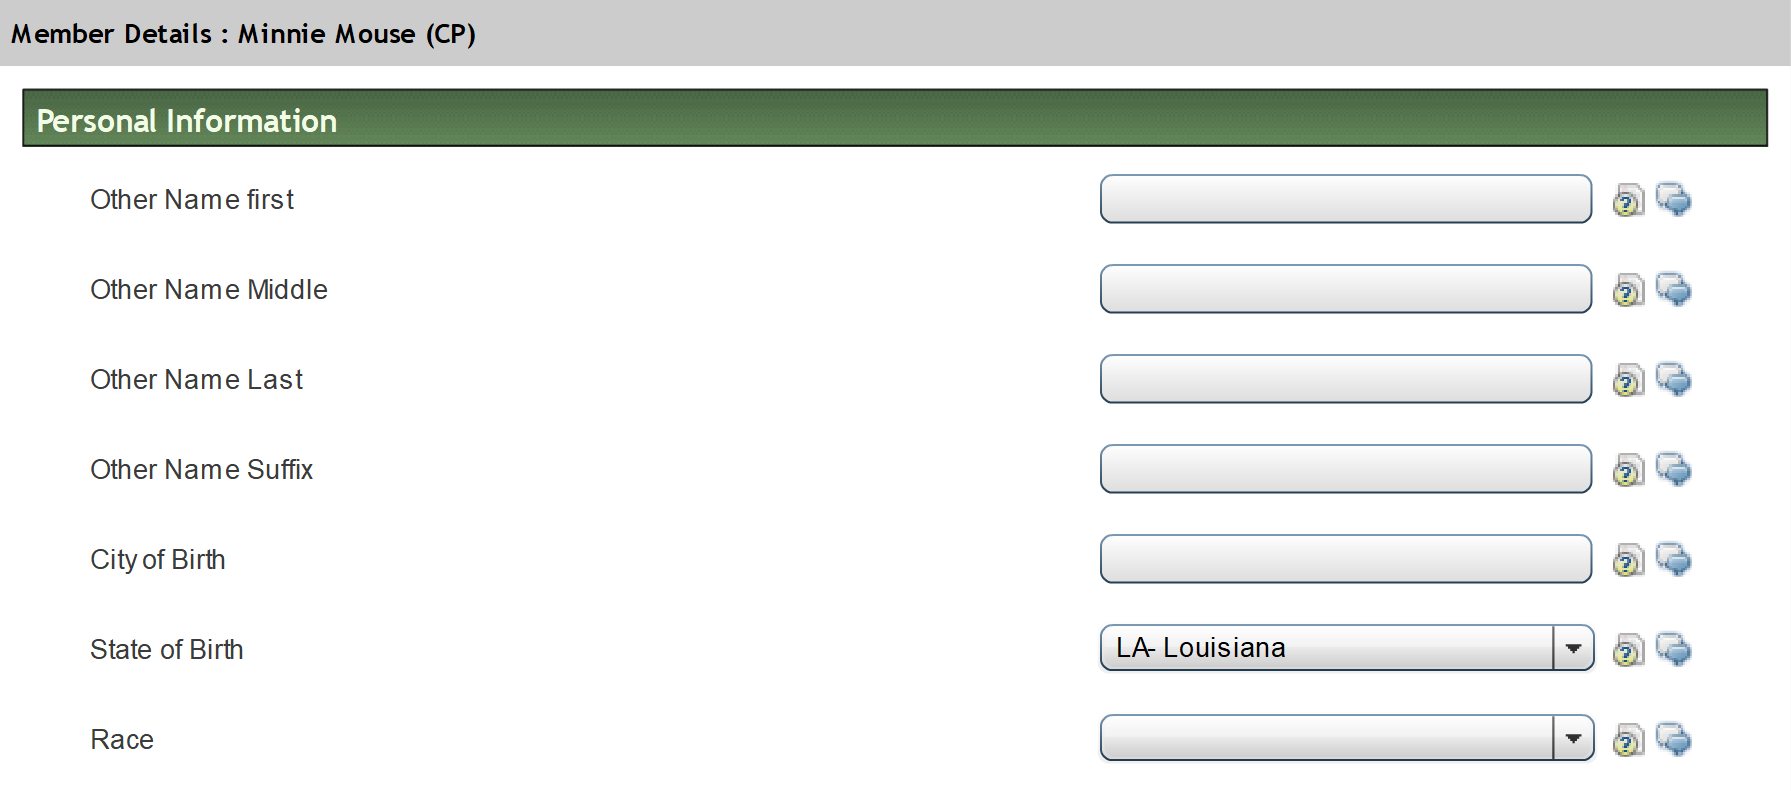 Member Details : Minnie Mouse (CP)
Personal Information
Other Name first
Other Name Middle
Other Name Last
Other Name Suffix
City of Birth
State of Birth
LA- Louisiana
Race